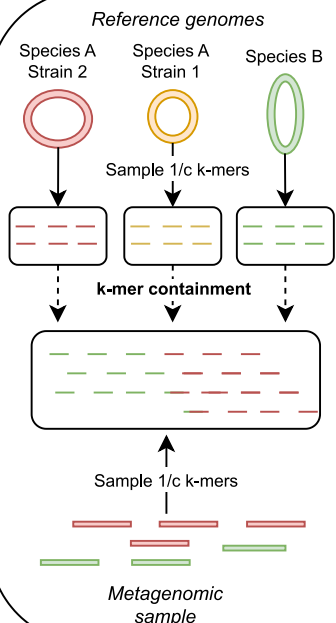 Reference genomes
Species A
Strain 2
Species A
Strain 1
Species B
Sample 1/c k-mers
k-mer containment
Sample 1/c k-mers
Metagenomic
sample